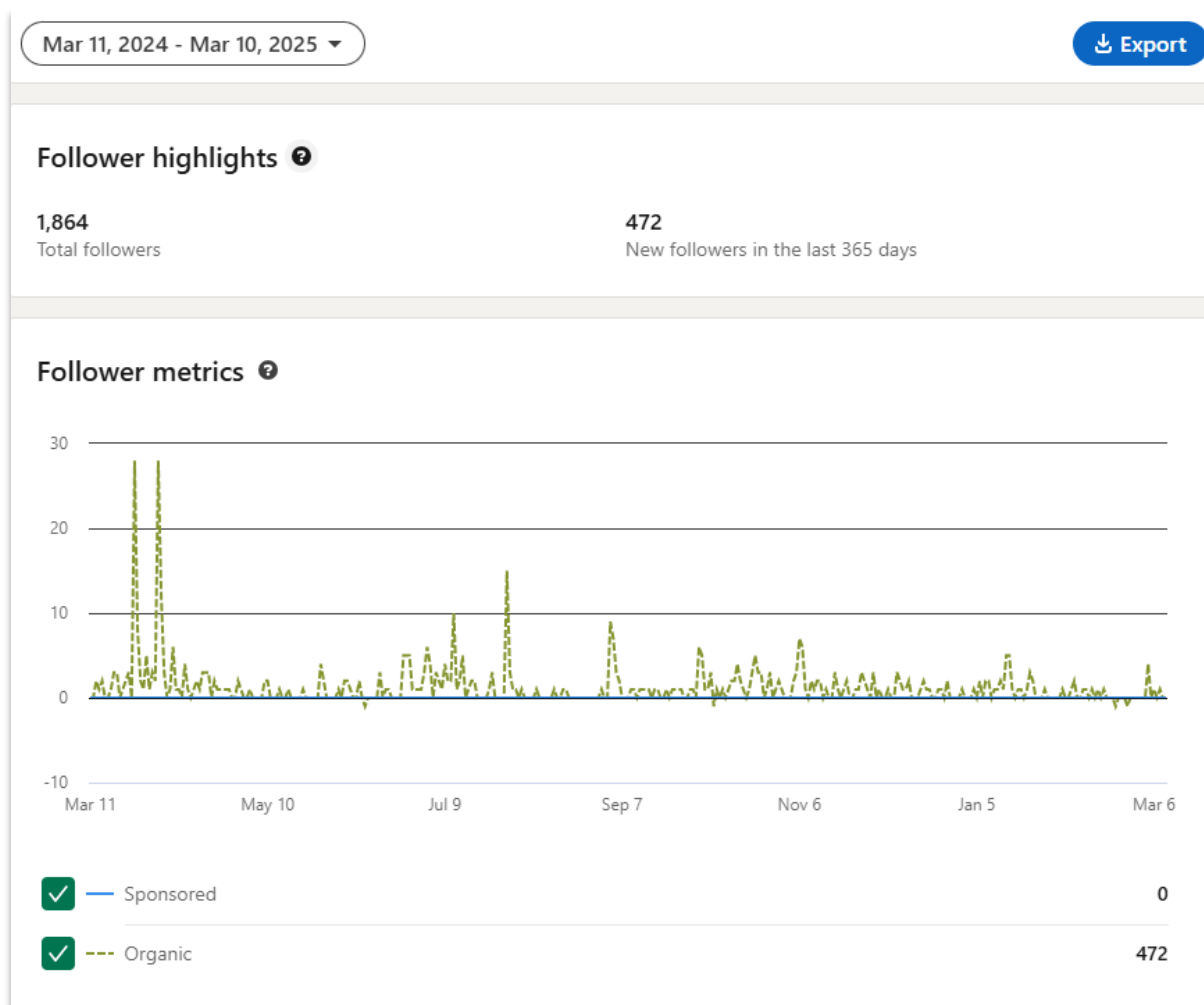 Mar 11, 2024 - Mar 10, 2025
Export
Follower highlights ?
1,864
Total followers
472
New followers in the last 365 days
Follower metrics ?
30
20
10
0
-10
Mar 11 May 10 Jul 9 Sep 7 Nov 6 Jan 5 Mar 6
Sponsored 0
Organic 472